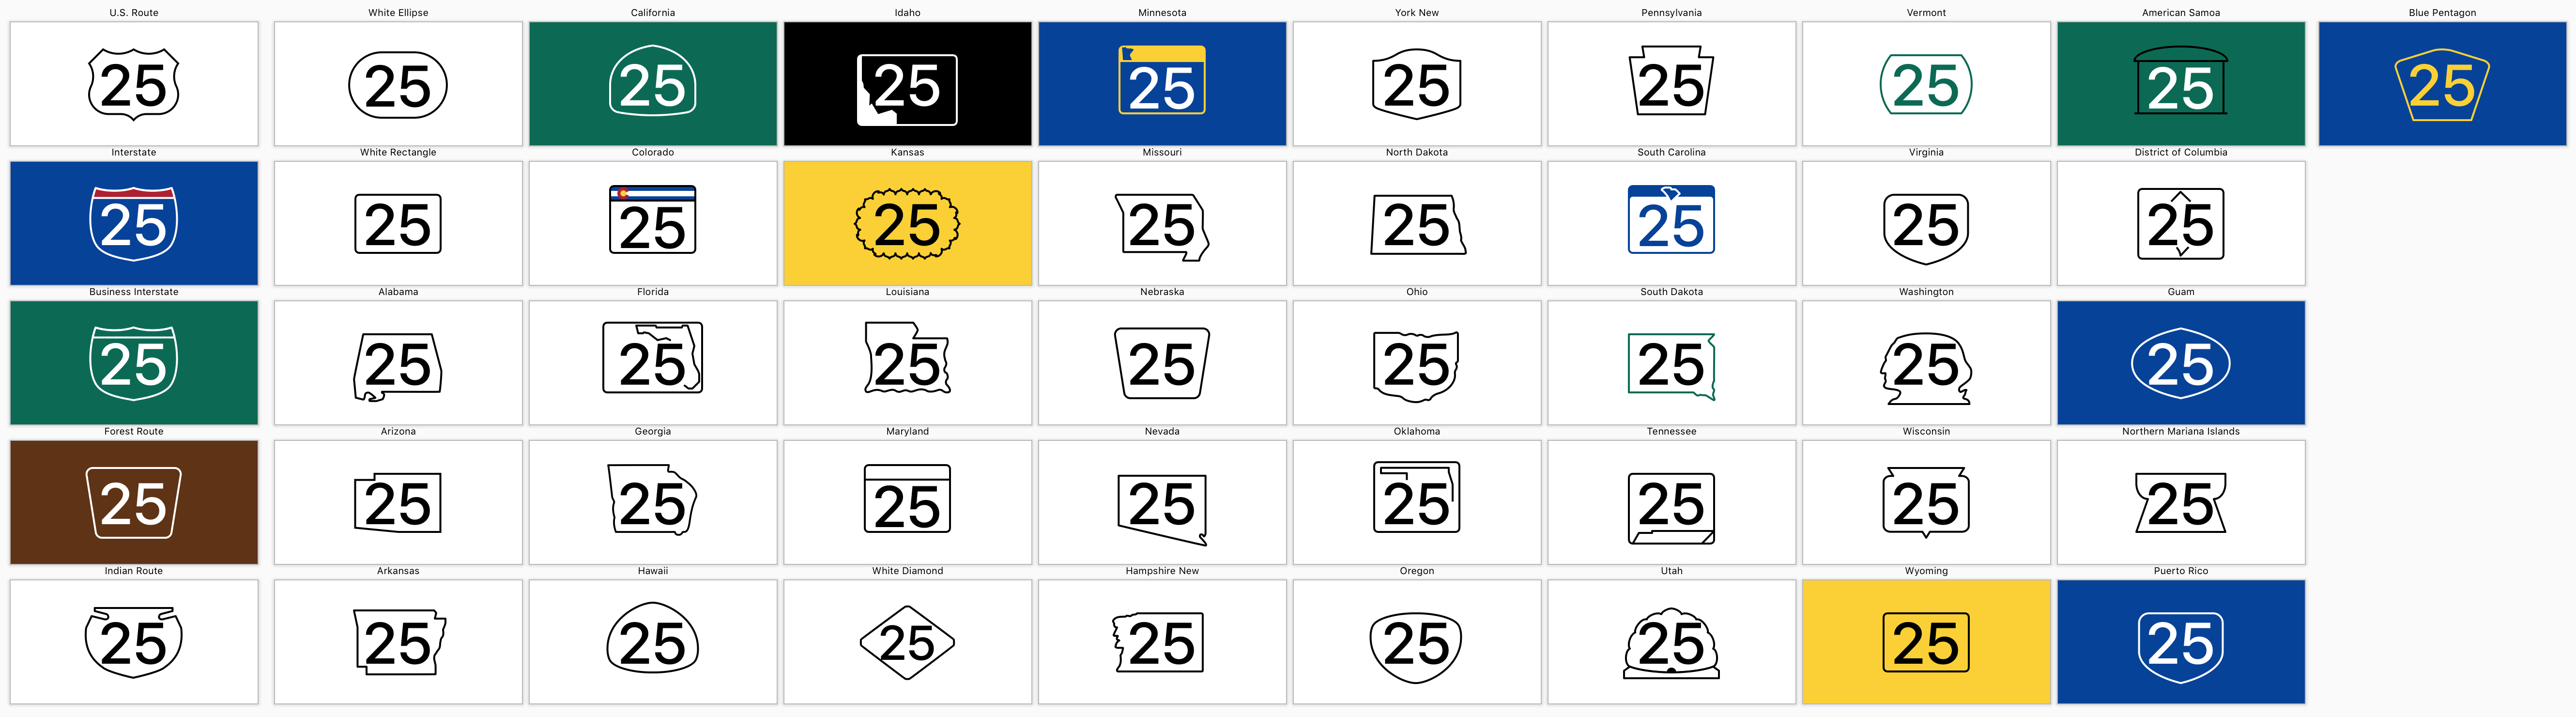 U.S. Route
White Ellipse
California
Idaho
Minnesota
York New
Pennsylvania
Vermont
American Samoa
Blue Pentagon
25
25
25
25
25
25
25
25
25
25
Interstate
White Rectangle
Colorado
Kansas
Missouri
North Dakota
South Carolina
Virginia
District of Columbia
25
25
25
25
25
25
25
25
25
Business Interstate
Alabama
Florida
Louisiana
Nebraska
Ohio
South Dakota
Washington
Guam
25
25
25
25
25
25
25
25
25
Forest Route
Arizona
Georgia
Maryland
Nevada
Oklahoma
Tennessee
Wisconsin
Northern Mariana Islands
25
25
25
25
25
25
25
25
25
Indian Route
Arkansas
Hawaii
White Diamond
Hampshire New
Oregon
Utah
Wyoming
Puerto Rico
25
25
25
25
25
25
25
25
25